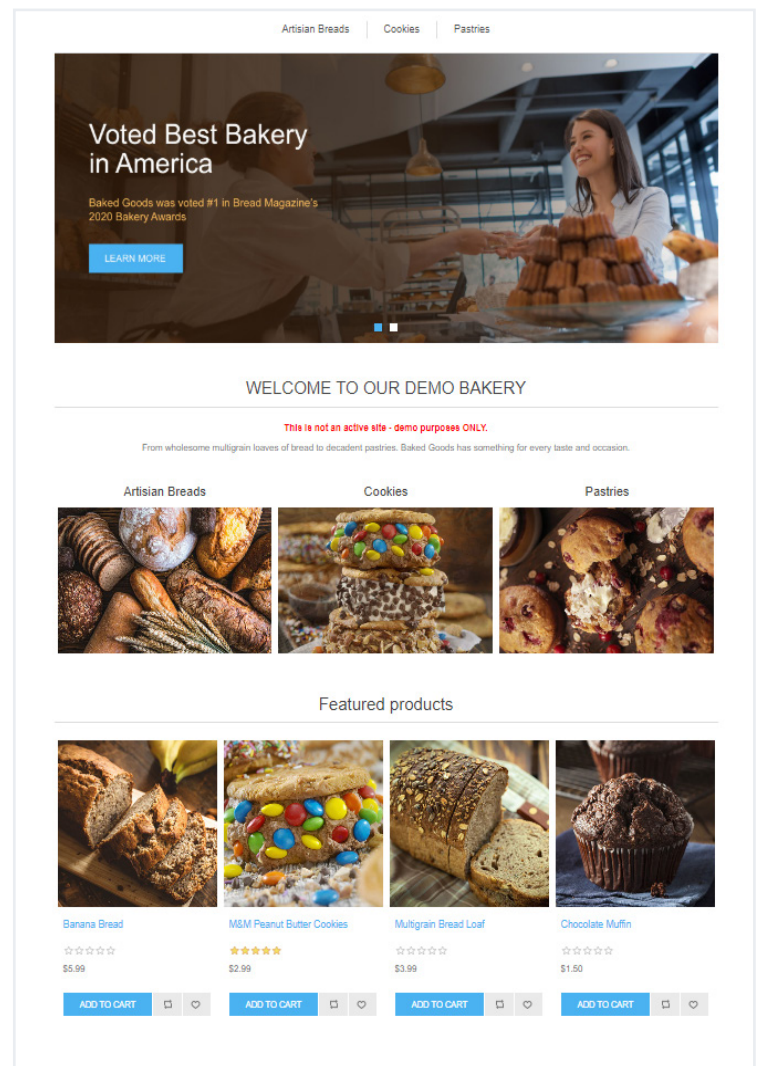 Artisian Breads Cookies Pastries
Voted Best Bakery
in America
Baked Goods was voted #1 in Bread Magazine's
2020 Bakery Awards
LEARN MORE
WELCOME TO OUR DEMO BAKERY
This is not an active site - demo purposes ONLY.
From wholesome multigrain loaves of bread to decadent pastries. Baked Goods has something for every taste and occasion.
Artisian Breads Cookies Pastries
Featured products
Banana Bread M&M Peanut Butter Cookies Multigrain Bread Loaf Chocolate Muffin
$5.99 $2.99 $3.99 $1.50
ADD TO CART ADD TO CART ADD TO CART ADD TO CART